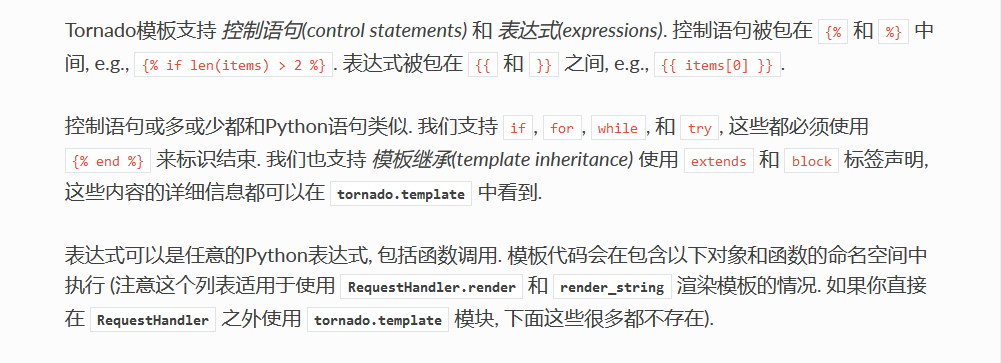 Tornado模板支持 控制语句(control statements) 和 表达式(expressions). 控制语句被包在 {% 和 %} 中
间, e.g., {% if len(items) > 2 %}. 表达式被包在 {{ 和 }} 之间, e.g., {{ items[0] }}.
控制语句或多或少都和Python语句类似. 我们支持 if, for, while, 和 try, 这些都必须使用
{% end %} 来标识结束. 我们也支持 模板继承(template inheritance) 使用 extends 和 block 标签声明,
这些内容的详细信息都可以在 tornado.template 中看到.
表达式可以是任意的Python表达式, 包括函数调用. 模板代码会在包含以下对象和函数的命名空间中
执行 (注意这个列表适用于使用 RequestHandler.render 和 render_string 渲染模板的情况. 如果你直接
在 RequestHandler 之外使用 tornado.template 模块, 下面这些很多都不存在).